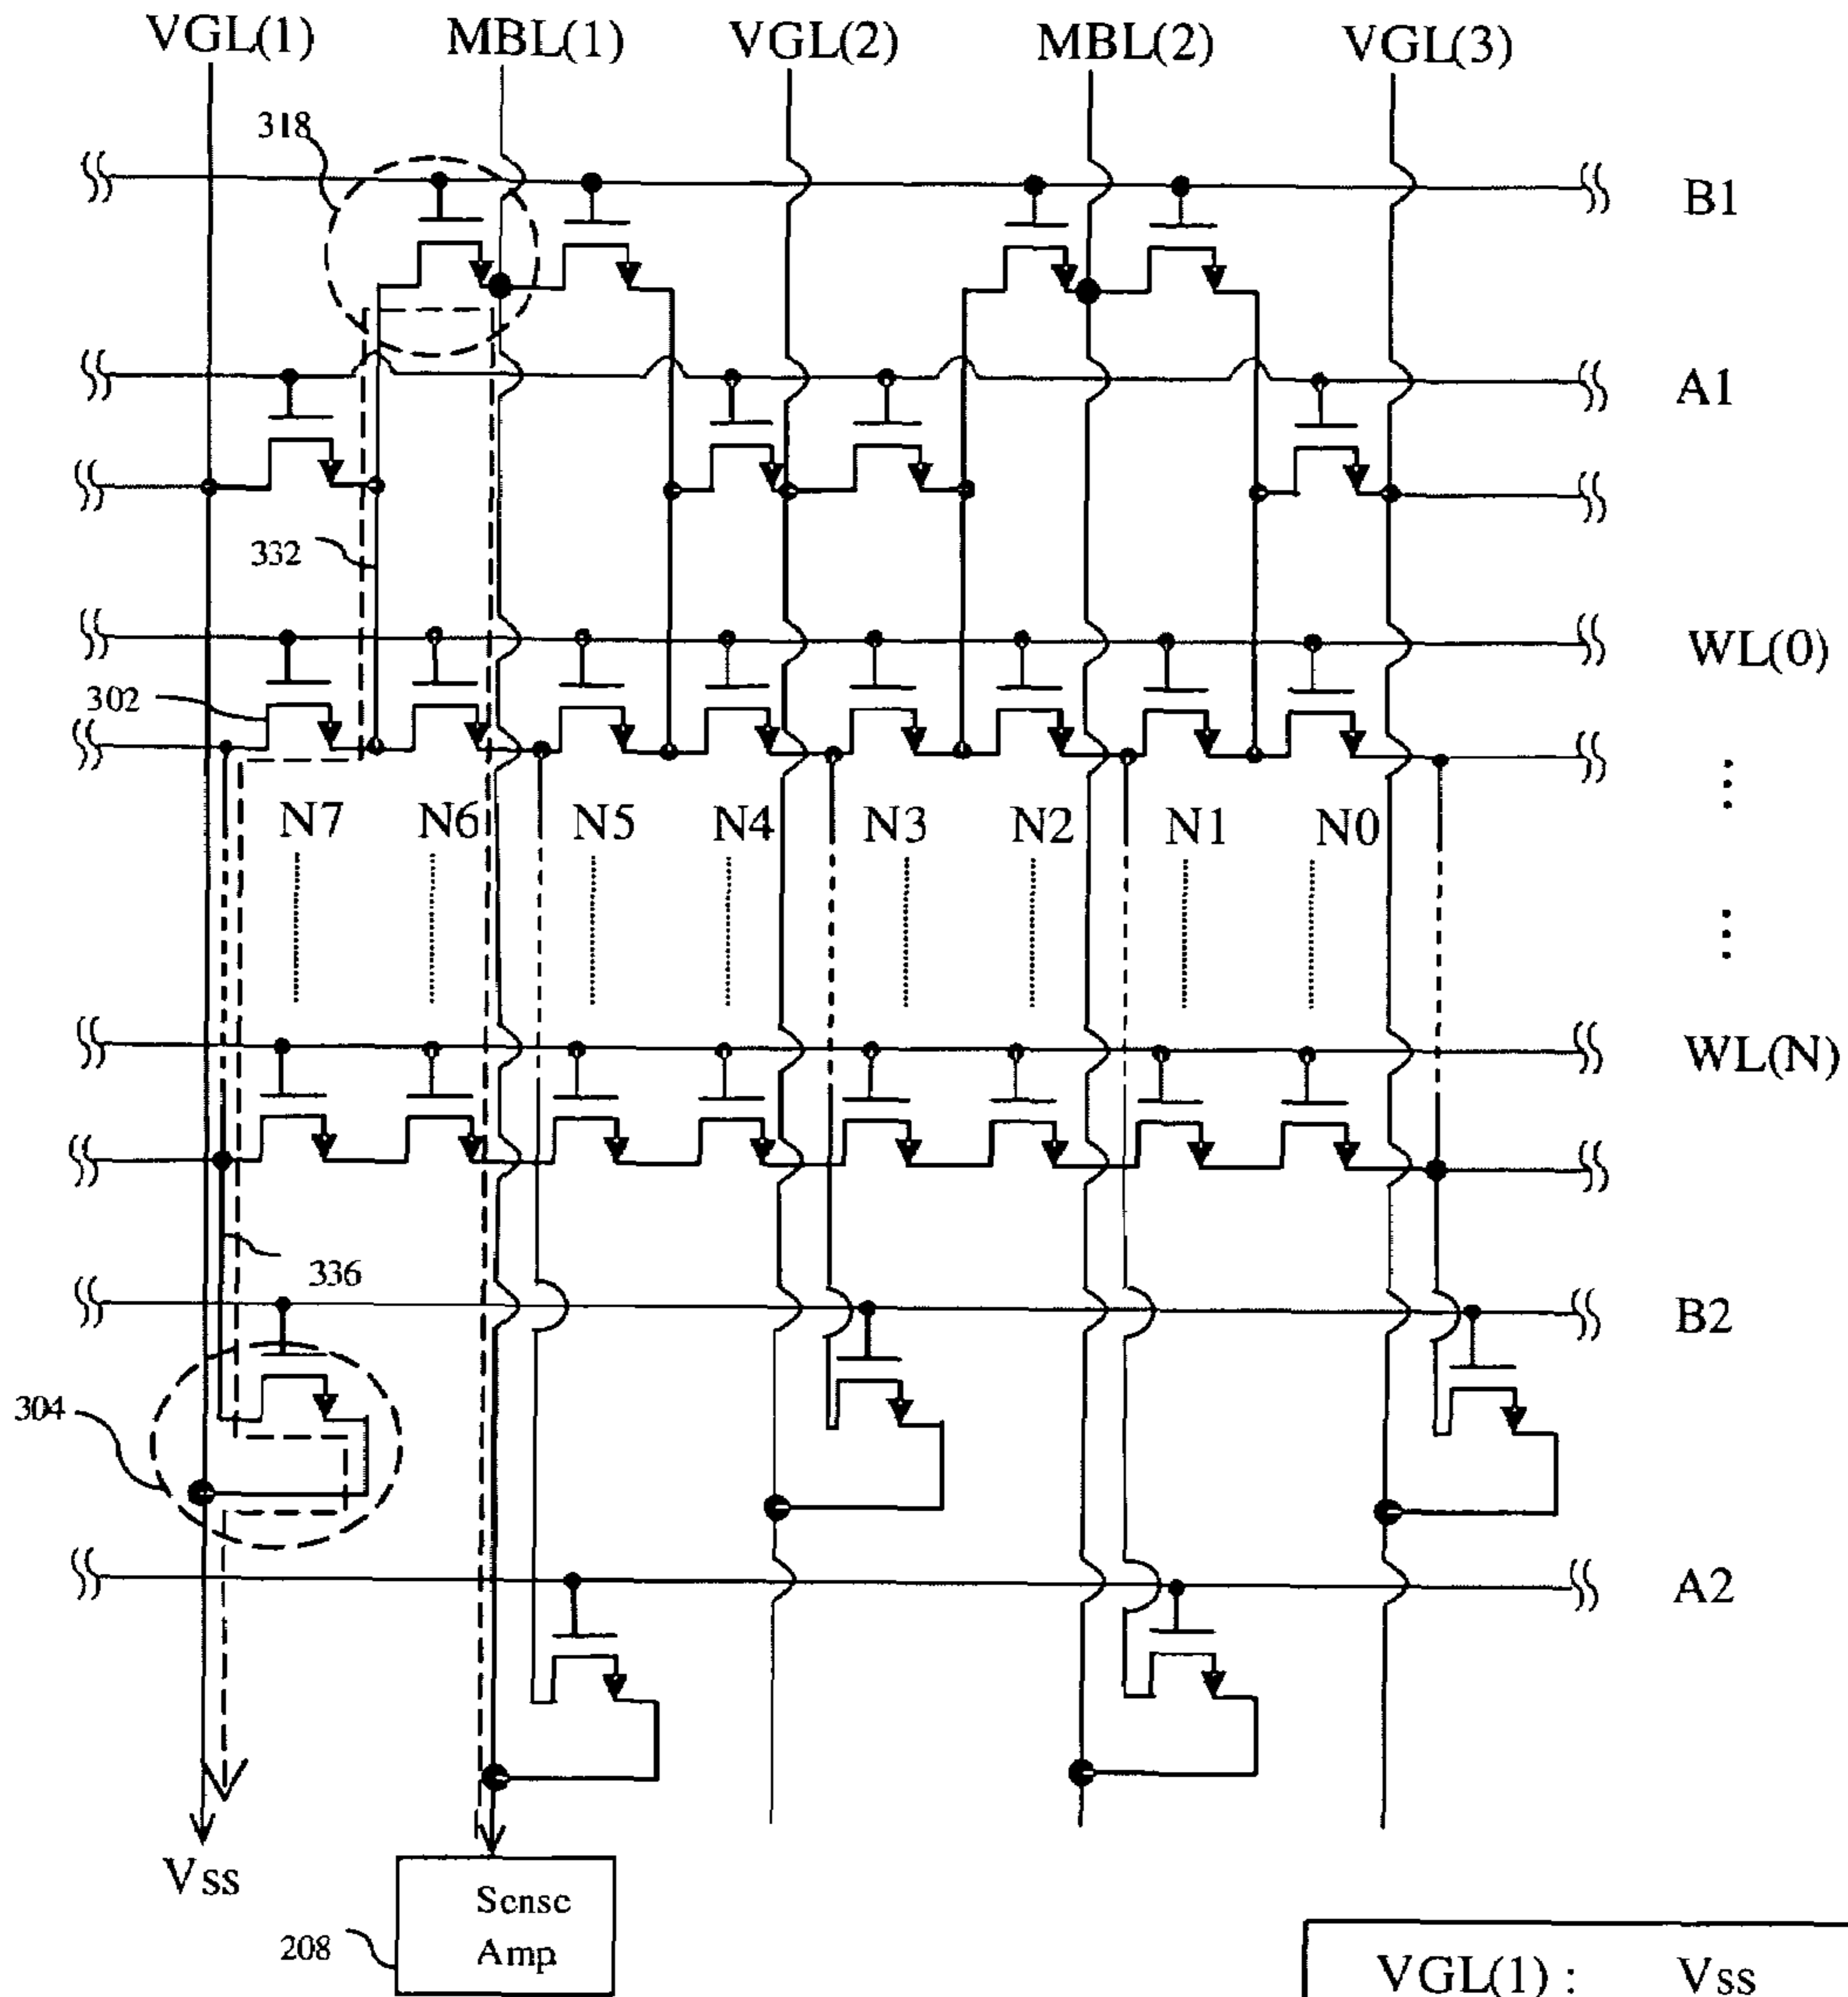 VGL(1) MBL(1) VGL(2) MBL(2) VGL(3)
318
B1
A1
332
WL(0)
302
N7 N6 N5 N4 N3 N2 N1 N0
WL(N)
336
B2
304
A2
Vss
Sense
Amp
208
VGL(1) : Vss